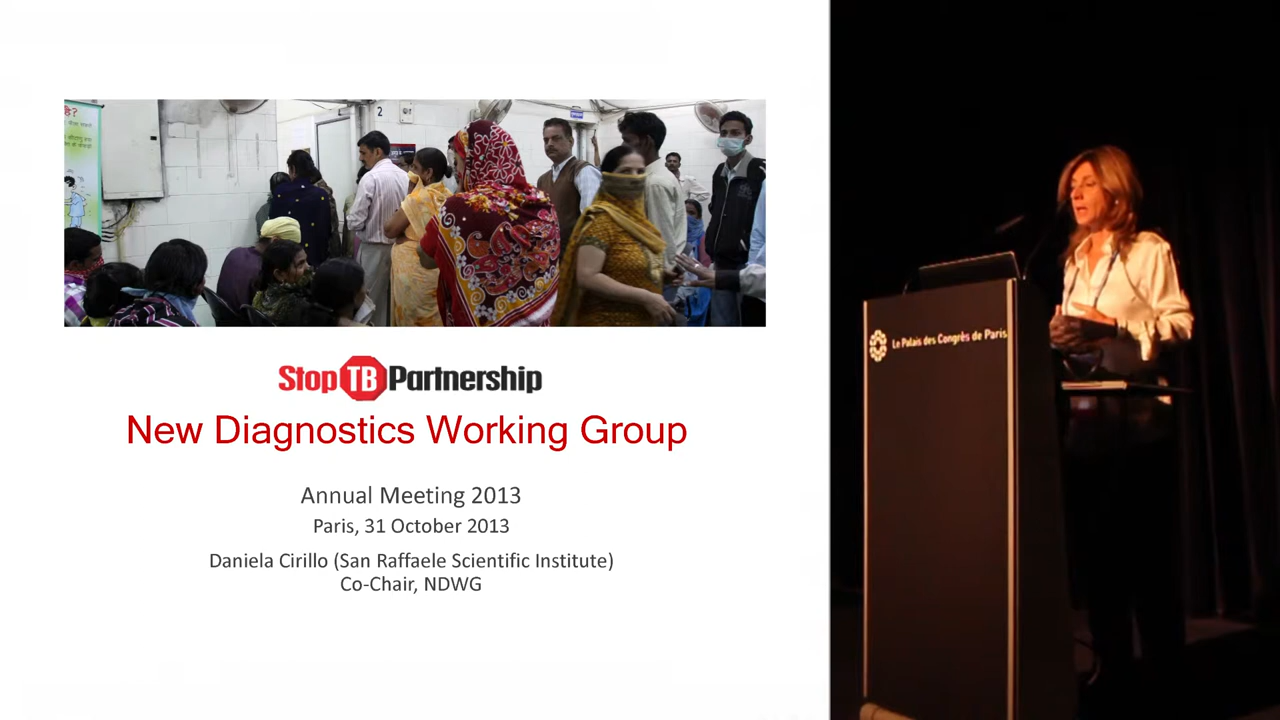 2
Stop TB Partnership
New Diagnostics Working Group
Annual Meeting 2013
Paris, 31 October 2013
Daniela Cirillo (San Raffaele Scientific Institute)
Co-Chair, NDWG
Le Palais des Congrès de Paris